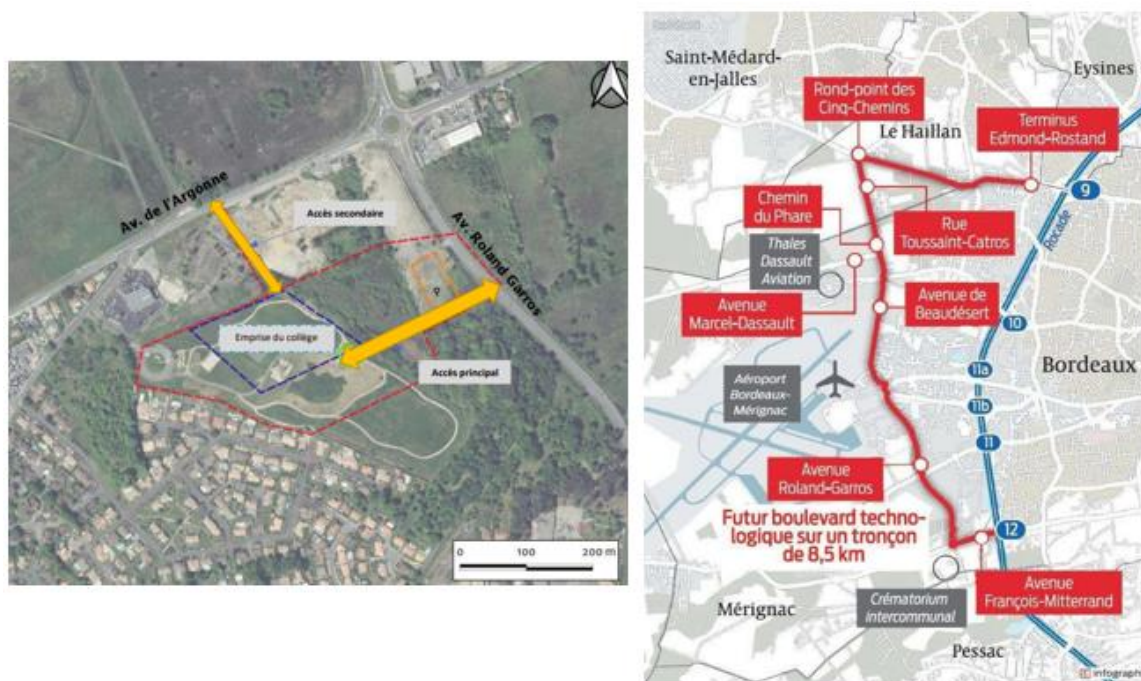 Av. de l'Argonne
Accès secondaire
Av. Roland Garros
Emprise du collège
Accès principal
0 100 200 m
Saint-Médard-
en-Jalles
Eysines
Rond-point des
Cinq-Chemins
Le Haillan
Terminus
Edmond-Rostand
9
Chemin
du Phare
Rue
Toussaint-Catros
Rocade
Thales
Dassault
Aviation
Avenue
Marcel-Dassault
Avenue de
Beaudésert
10
Bordeaux
11a
Aéroport
Bordeaux-
Mérignac
11b
11
Avenue
Roland-Garros
Futur boulevard techno-
logique sur un tronçon
de 8,5 km
12
Crématorium
intercommunal
Avenue
François-Mitterrand
Mérignac
Pessac
infograph